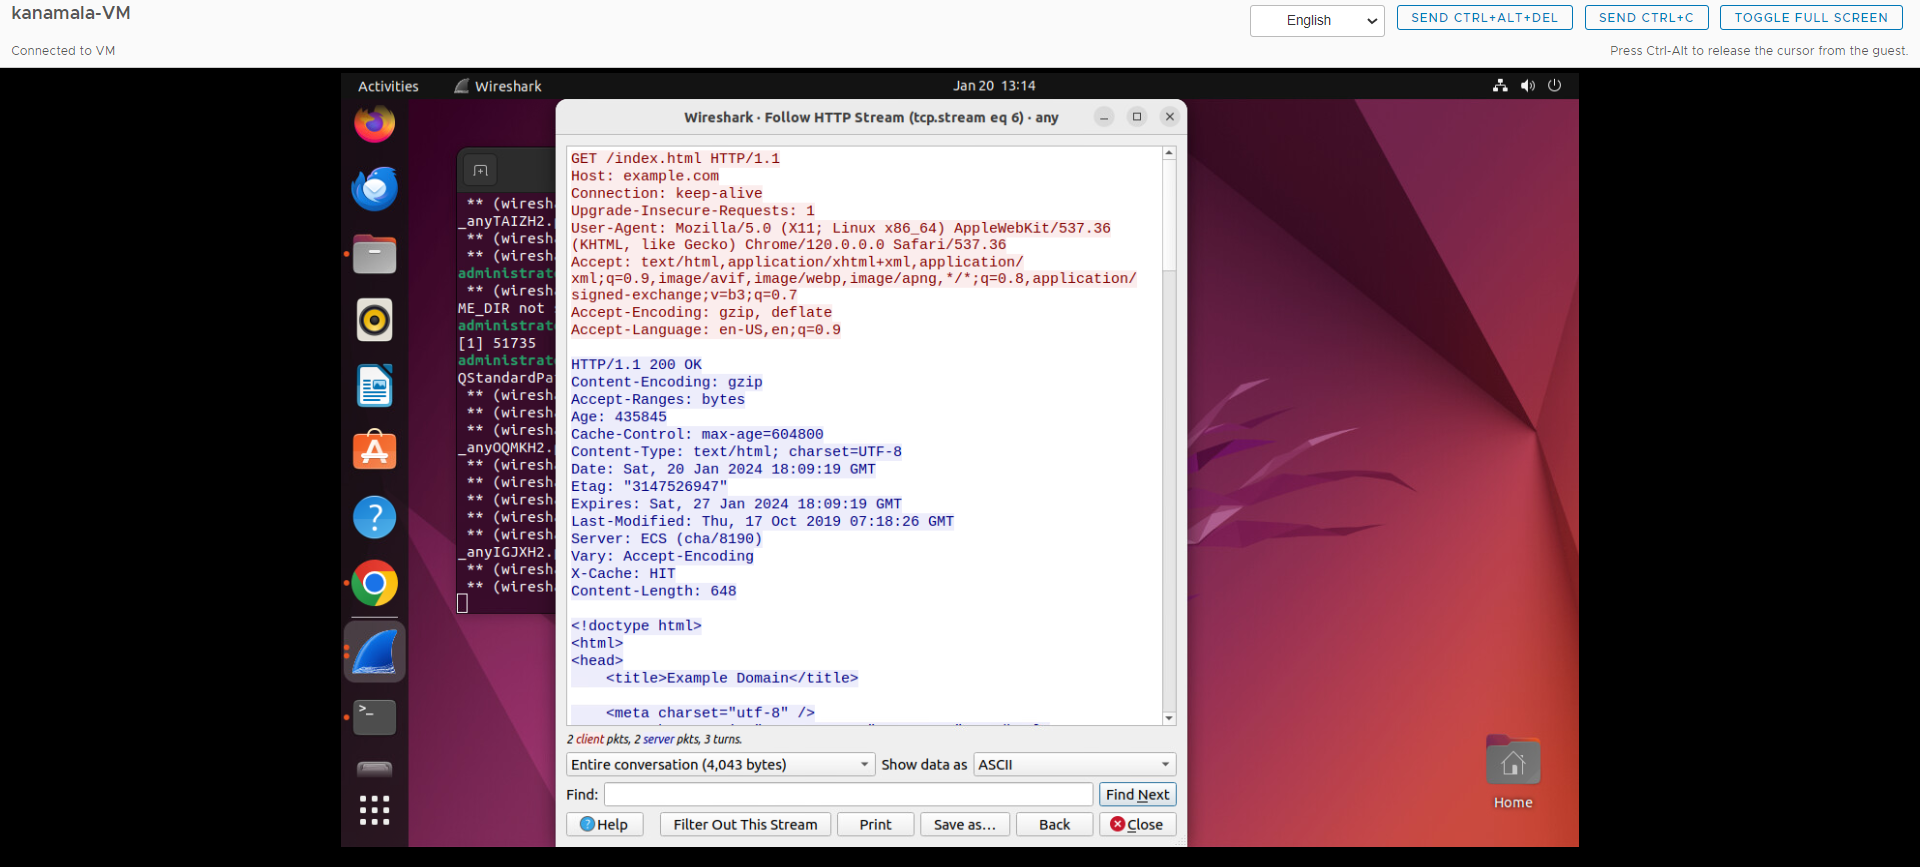 kanamala-VM
English
SEND CTRL+ALT+DEL
SEND CTRL+C
TOGGLE FULL SCREEN
Connected to VM
Press Ctrl-Alt to release the cursor from the guest.
Activities
Wireshark
Jan 20 13:14
Wireshark · Follow HTTP Stream (tcp.stream eq 6) · any
** (wiresh
_anyTAIZH2.
** (wiresh
** (wiresh
administrat
** (wiresh
ME_DIR not
administrat
[1] 51735
administrat
QStandardPa
** (wiresh
** (wiresh
** (wiresh
_anyOQMKH2.
** (wiresh
** (wiresh
** (wiresh
** (wiresh
** (wiresh
_anyIGJXH2.
** (wiresh
** (wiresh
GET /index.html HTTP/1.1
Host: example.com
Connection: keep-alive
Upgrade-Insecure-Requests: 1
User-Agent: Mozilla/5.0 (X11; Linux x86_64) AppleWebKit/537.36
(KHTML, like Gecko) Chrome/120.0.0.0 Safari/537.36
Accept: text/html,application/xhtml+xml,application/
xml;q=0.9,image/avif,image/webp,image/apng,*/*;q=0.8,application/
signed-exchange;v=b3;q=0.7
Accept-Encoding: gzip, deflate
Accept-Language: en-US,en;q=0.9
HTTP/1.1 200 OK
Content-Encoding: gzip
Accept-Ranges: bytes
Age: 435845
Cache-Control: max-age=604800
Content-Type: text/html; charset=UTF-8
Date: Sat, 20 Jan 2024 18:09:19 GMT
Etag: "3147526947"
Expires: Sat, 27 Jan 2024 18:09:19 GMT
Last-Modified: Thu, 17 Oct 2019 07:18:26 GMT
Server: ECS (cha/8190)
Vary: Accept-Encoding
X-Cache: HIT
Content-Length: 648
<!doctype html>
<html>
<head>
<title>Example Domain</title>
<meta charset="utf-8" />
2 client pkts, 2 server pkts, 3 turns.
Entire conversation (4,043 bytes)
Show data as
ASCII
Find:
Find Next
Help
Filter Out This Stream
Print
Save as…
Back
Close
Home